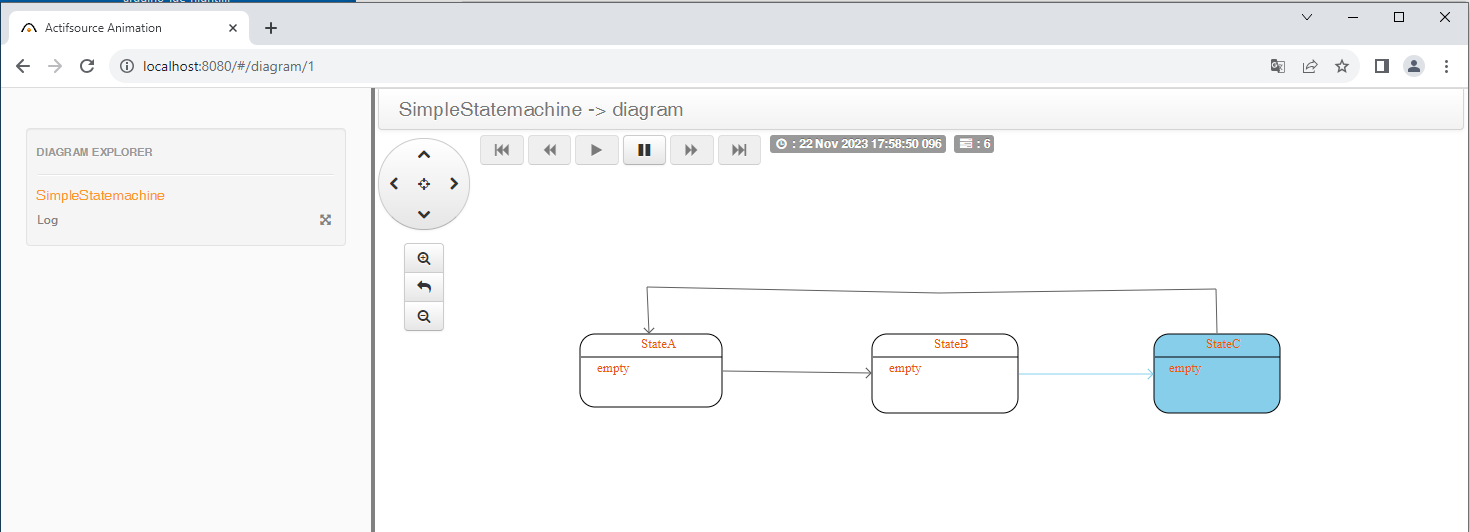 Actifsource Animation
localhost:8080/#/diagram/1
SimpleStatemachine -> diagram
DIAGRAM EXPLORER
SimpleStatemachine
Log
: 22 Nov 2023 17:58:50 096
: 6
StateA
empty
StateB
empty
StateC
empty